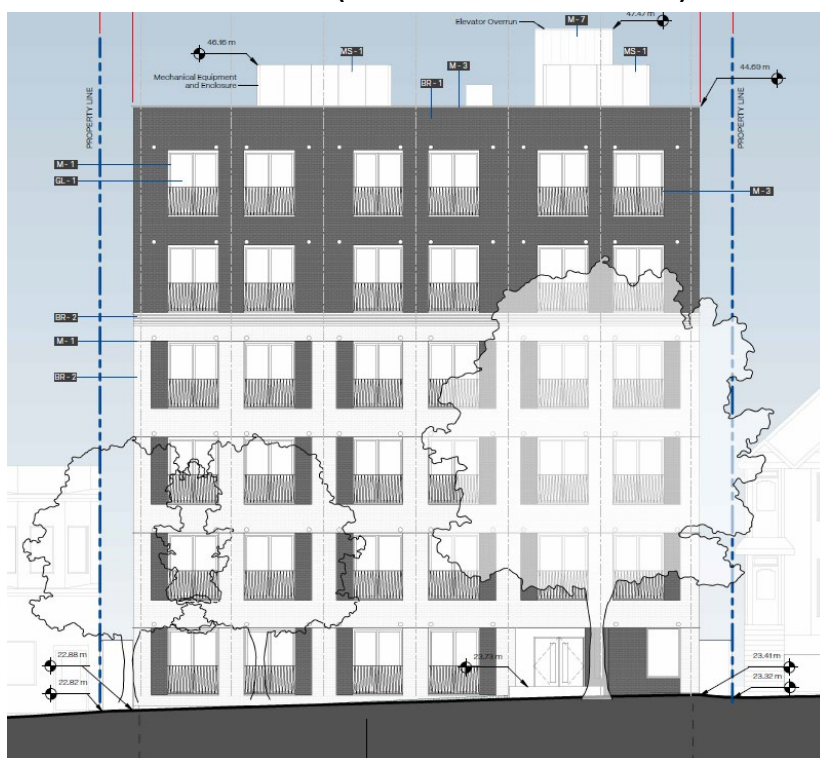 Elevator Overrun
M - 7
47.47 m
46.16 m
MS - 1
MS - 1
M - 3
44.69 m
Mechanical Equipment
and Enclosure
BR - 1
PROPERTY LINE
PROPERTY LINE
M - 1
GL - 1
M - 3
BR - 2
M - 1
BR - 2
22.88 m
23.73 m
23.41 m
22.82 m
23.32 m